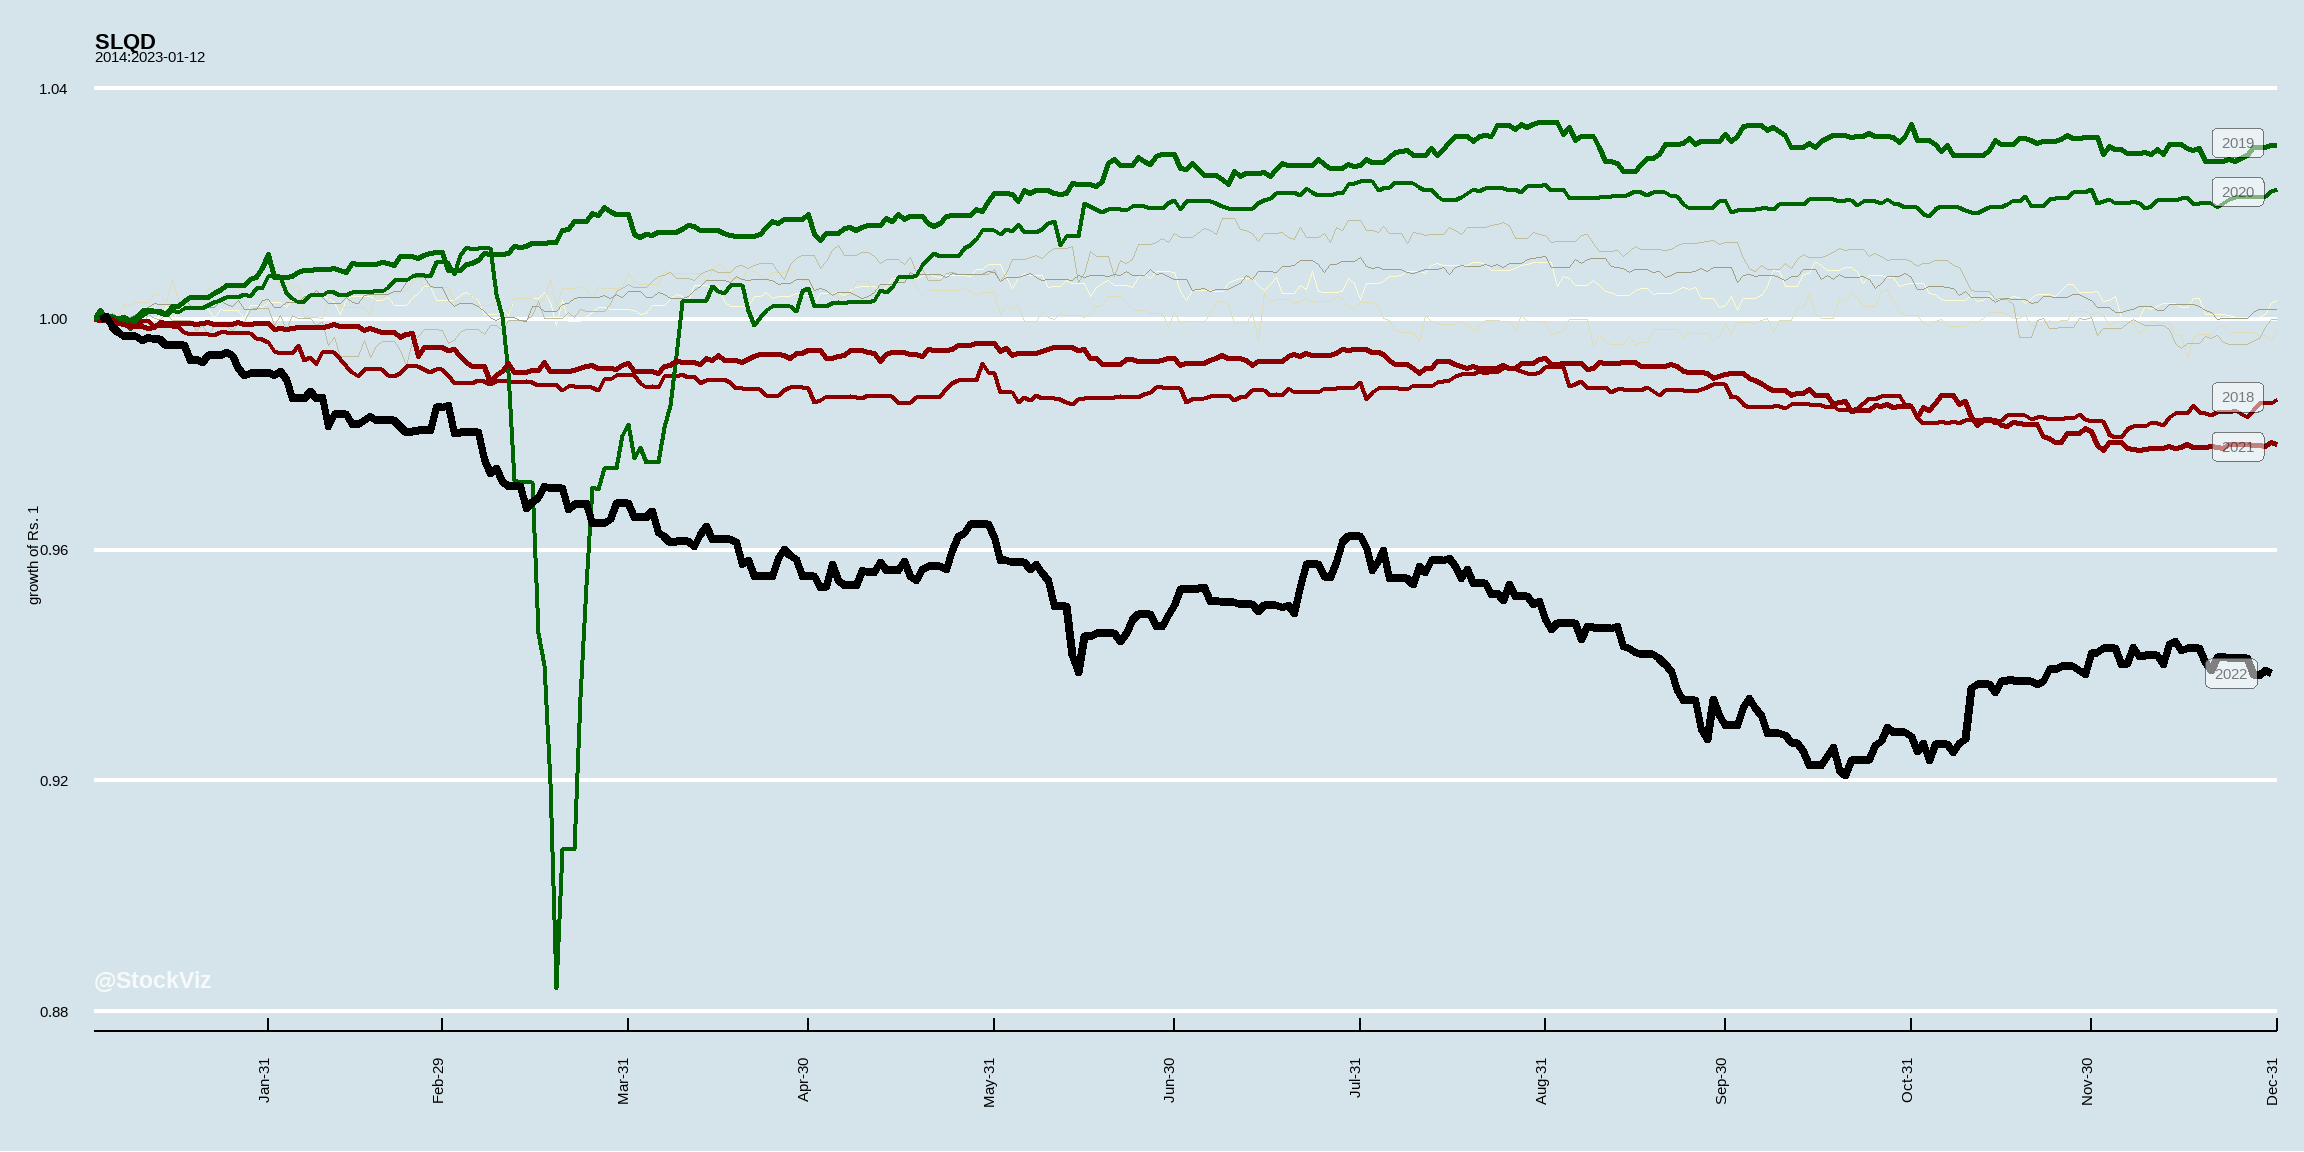 SLQD
2014:2023-01-12
1.04
1.00
0.96
0.92
0.88
growth of Rs. 1
2019
2020
2018
2021
2022
@StockViz
Jan-31
Feb-29
Mar-31
Apr-30
May-31
Jun-30
Jul-31
Aug-31
Sep-30
Oct-31
Nov-30
Dec-31